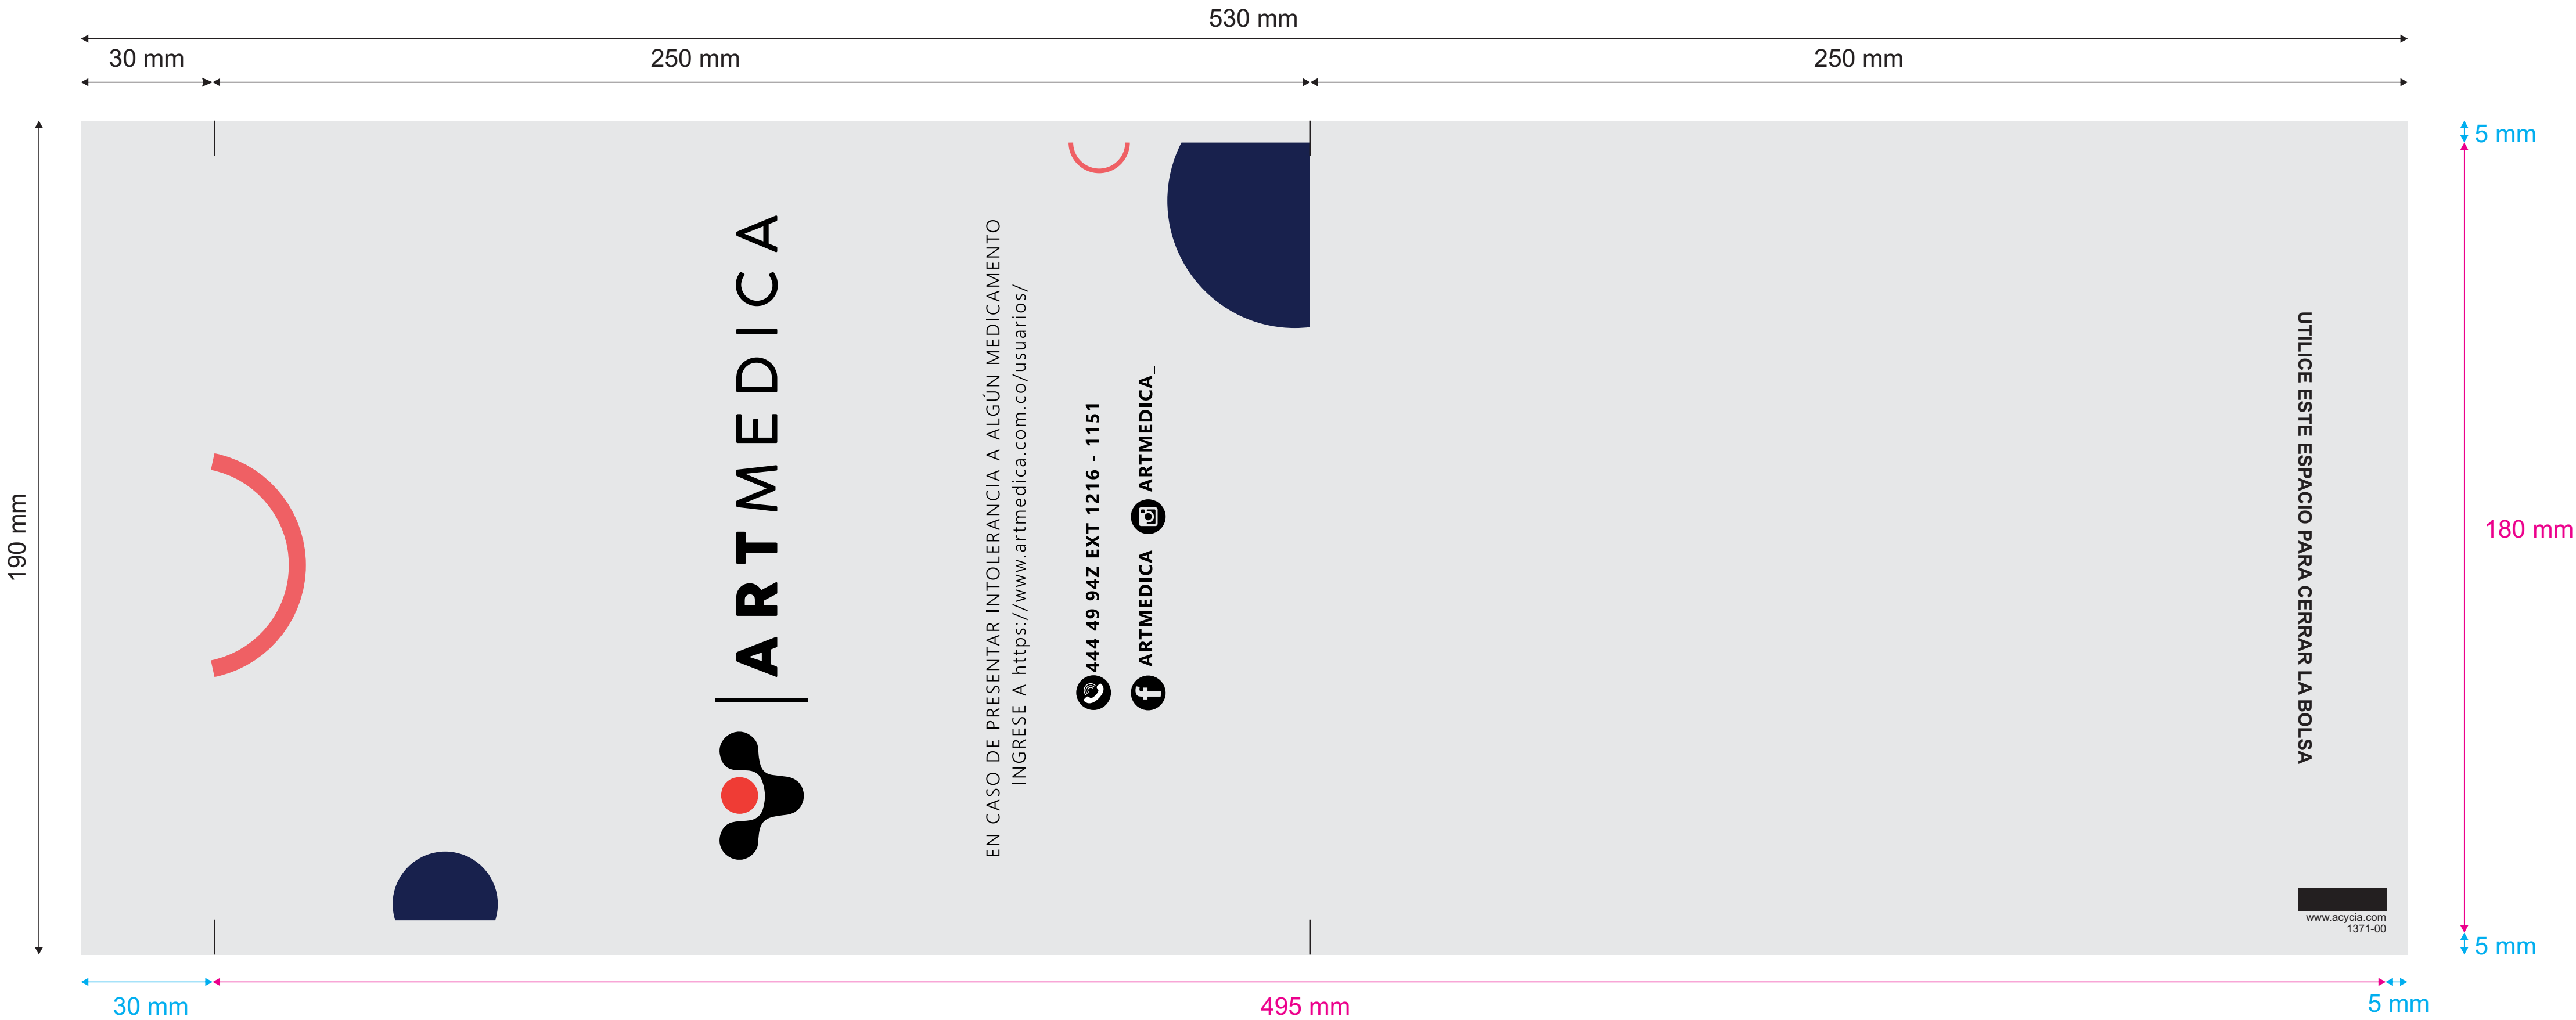 530 mm
30 mm
250 mm
250 mm
190 mm
ARTMEDICA
EN CASO DE PRESENTAR INTOLERANCIA A ALGÚN MEDICAMENTO
INGRESE A https://www.artmedica.com.co/usuarios/
444 49 94Z EXT 1216 - 1151
ARTMEDICA
ARTMEDICA_
UTILICE ESTE ESPACIO PARA CERRAR LA BOLSA
www.acycia.com
1371-00
5 mm
180 mm
5 mm
30 mm
495 mm
5 mm